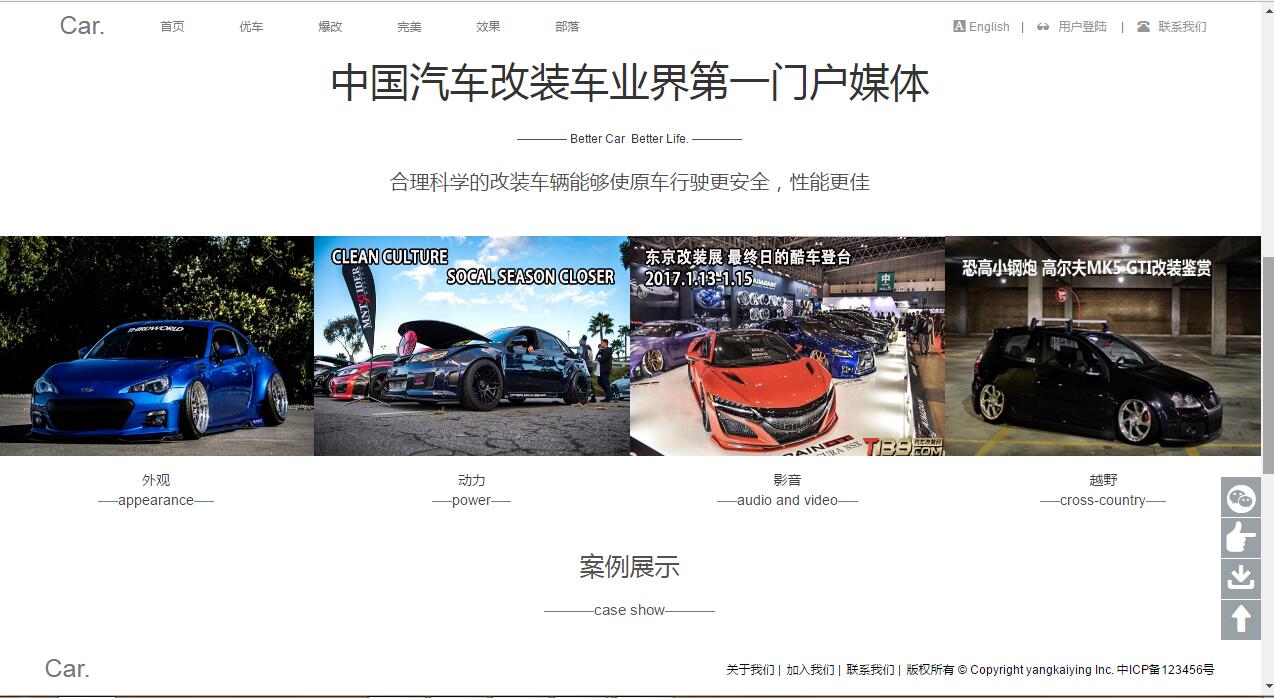 Car. 首页 优车 爆改 完美 效果 部落 English | 用户登陆 | 联系我们
中国汽车改装车业界第一门户媒体
Better Car Better Life.
合理科学的改装车辆能够使原车行驶更安全，性能更佳
THIRDWORLD
CLEAN CULTURE
SOCAL SEASON CLOSER
东京改装展 最终日的酷车登台
2017.1.13-1.15
恐高小钢炮 高尔夫MK5 GTI改装鉴赏
外观 动力 影音 越野
appearance power audio and video cross-country
案例展示
case show
Car. 关于我们 | 加入我们 | 联系我们 | 版权所有 © Copyright yangkaiying Inc. 中ICP备123456号